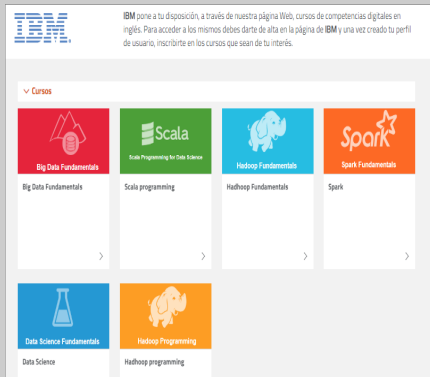 IBM
IBM pone a tu disposición, a través de nuestra página Web, cursos de competencias digitales en
inglés. Para acceder a los mismos debes darte de alta en la página de IBM y una vez creado tu perfil
de usuario, inscribirte en los cursos que sean de tu interés.
Cursos
Big Data Fundamentals
Big Data Fundamentals
Scala
Scala Programming for Data Science
Scala programming
Hadoop Fundamentals
Hadhoop Fundamentals
Spark
Spark Fundamentals
Spark
Data Science Fundamentals
Data Science
Hadoop Programming
Hadhoop programming